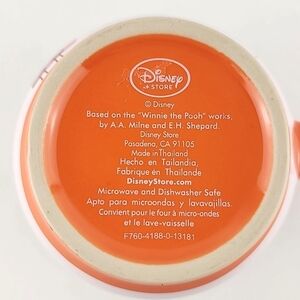 Disney
STORE
© Disney
Based on the "Winnie the Pooh" works,
by A.A. Milne and E.H. Shepard.
Disney Store
Pasadena, CA 91105
Made in Thailand
Hecho en Tailandia,
Fabrique en Thailande
DisneyStore.com
Microwave and Dishwasher Safe
Apto para microondas y lavavajillas.
Convient pour le four à micro-ondes
et le lave-vaisselle
F760-4188-0-13181